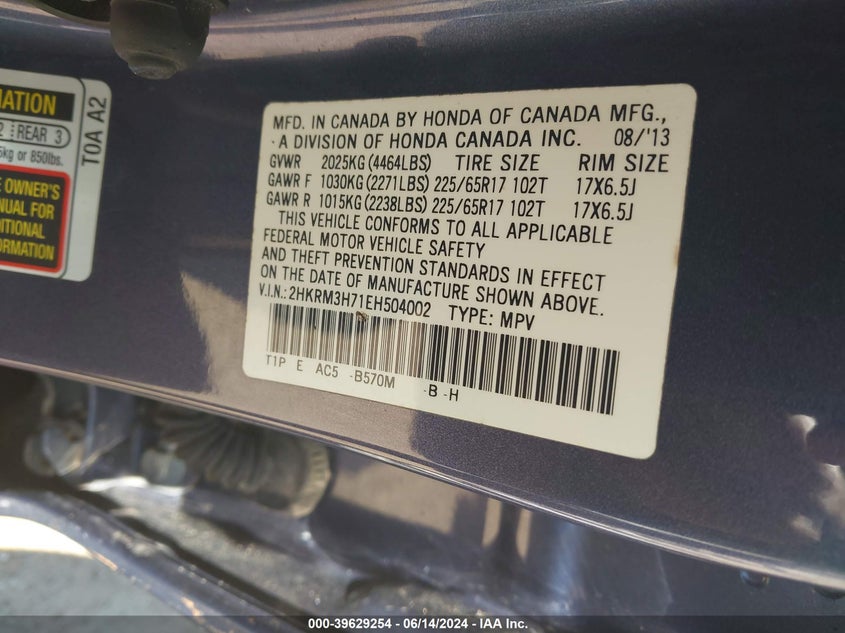 MATION
2 REAR 3
5kg or 850lbs.
E OWNER'S
NUAL FOR
DITIONAL
ORMATION
T0A A2
MFD. IN CANADA BY HONDA OF CANADA MFG.,
A DIVISION OF HONDA CANADA INC. 08/'13
GVWR 2025KG (4464LBS) TIRE SIZE RIM SIZE
GAWR F 1030KG (2271LBS) 225/65R17 102T 17X6.5J
GAWR R 1015KG (2238LBS) 225/65R17 102T 17X6.5J
THIS VEHICLE CONFORMS TO ALL APPLICABLE
FEDERAL MOTOR VEHICLE SAFETY
AND THEFT PREVENTION STANDARDS IN EFFECT
ON THE DATE OF MANUFACTURE SHOWN ABOVE.
V.I.N.: 2HKRM3H71EH504002 TYPE: MPV
T1P E AC5 -B570M -B -H
000-39629254 - 06/14/2024 - IAA Inc.